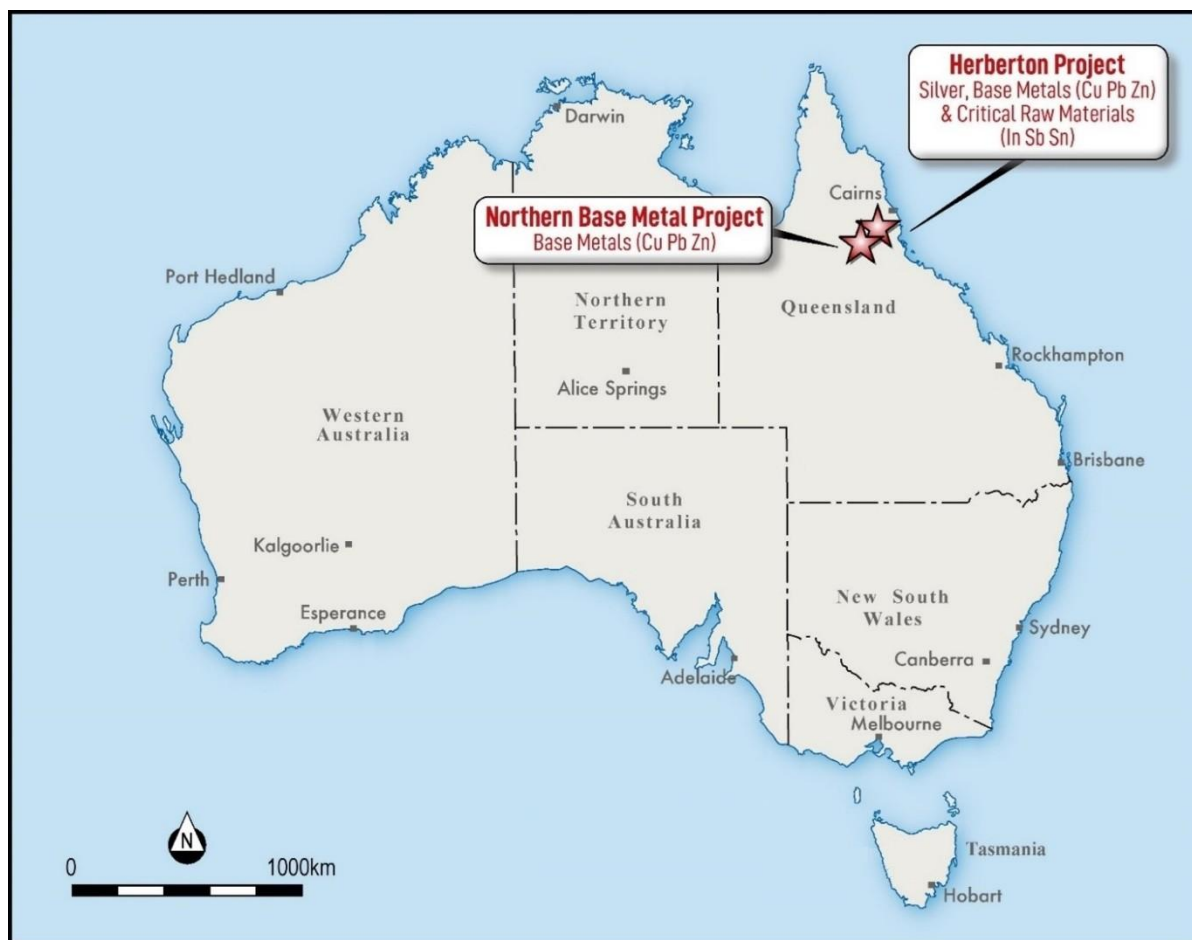 Herberton Project
Silver, Base Metals (Cu Pb Zn)
& Critical Raw Materials
(In Sb Sn)
Darwin
Cairns
Northern Base Metal Project
Base Metals (Cu Pb Zn)
Port Hedland
Northern
Territory
Queensland
Rockhampton
Alice Springs
Western
Australia
Brisbane
South
Australia
Kalgoorlie
Perth
Esperance
New South
Wales
Sydney
Canberra
Adelaide
Victoria
Melbourne
N
0 1000km
Tasmania
Hobart